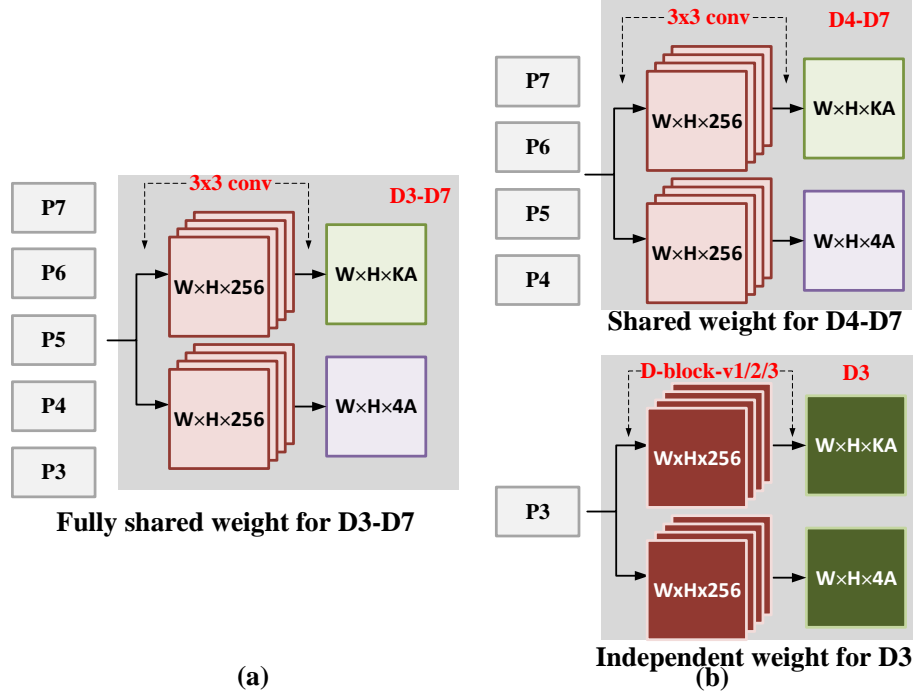 P7
P6
P5
P4
P3
3x3 conv
D3-D7
W×H×256
W×H×KA
W×H×256
W×H×4A
Fully shared weight for D3-D7
(a)
P7
P6
P5
P4
3x3 conv
D4-D7
W×H×256
W×H×KA
W×H×256
W×H×4A
Shared weight for D4-D7
P3
D-block-v1/2/3
D3
WxHx256
W×H×KA
WxHx256
W×H×4A
Independent weight for D3
(b)